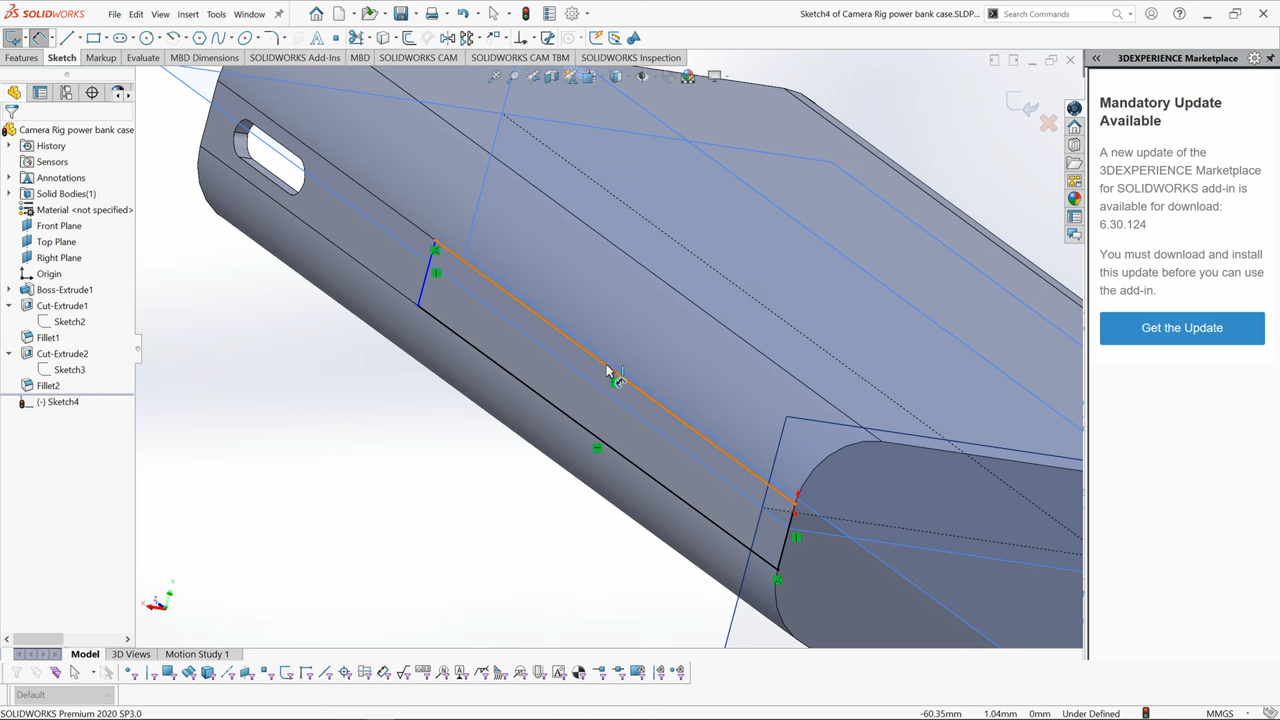 SOLIDWORKS
File
Edit
View
Insert
Tools
Window
Sketch4 of Camera Rig power bank case.SLDP...
Search Commands
Features
Sketch
Markup
Evaluate
MBD Dimensions
SOLIDWORKS Add-Ins
MBD
SOLIDWORKS CAM
SOLIDWORKS CAM TBM
SOLIDWORKS Inspection
3DEXPERIENCE Marketplace
Camera Rig power bank case
History
Sensors
Annotations
Solid Bodies(1)
Material <not specified>
Front Plane
Top Plane
Right Plane
Origin
Boss-Extrude1
Cut-Extrude1
Sketch2
Fillet1
Cut-Extrude2
Sketch3
Fillet2
(-) Sketch4
Mandatory Update
Available
A new update of the
3DEXPERIENCE Marketplace
for SOLIDWORKS add-in is
available for download:
6.30.124
You must download and install
this update before you can use
the add-in.
Get the Update
Y
X
Z
Model
3D Views
Motion Study 1
Default
SOLIDWORKS Premium 2020 SP3.0
-60.35mm
1.04mm
0mm
Under Defined
MMGS